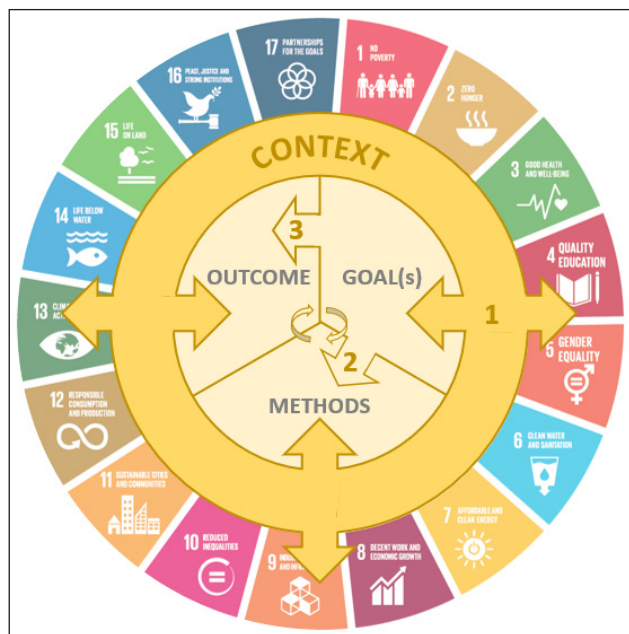 1 NO
POVERTY
2 ZERO
HUNGER
3 GOOD HEALTH
AND WELL-BEING
4 QUALITY
EDUCATION
5 GENDER
EQUALITY
6 CLEAN WATER
AND SANITATION
7 AFFORDABLE AND
CLEAN ENERGY
8 DECENT WORK AND
ECONOMIC GROWTH
9
10 REDUCED
INEQUALITIES
11 SUSTAINABLE CITIES
AND COMMUNITIES
12 RESPONSIBLE
CONSUMPTION
AND PRODUCTION
13
14 LIFE BELOW
WATER
15 LIFE
ON LAND
16 PEACE, JUSTICE AND
STRONG INSTITUTIONS
17 PARTNERSHIPS
FOR THE GOALS
CONTEXT
3
OUTCOME
GOAL(s)
1
2
METHODS